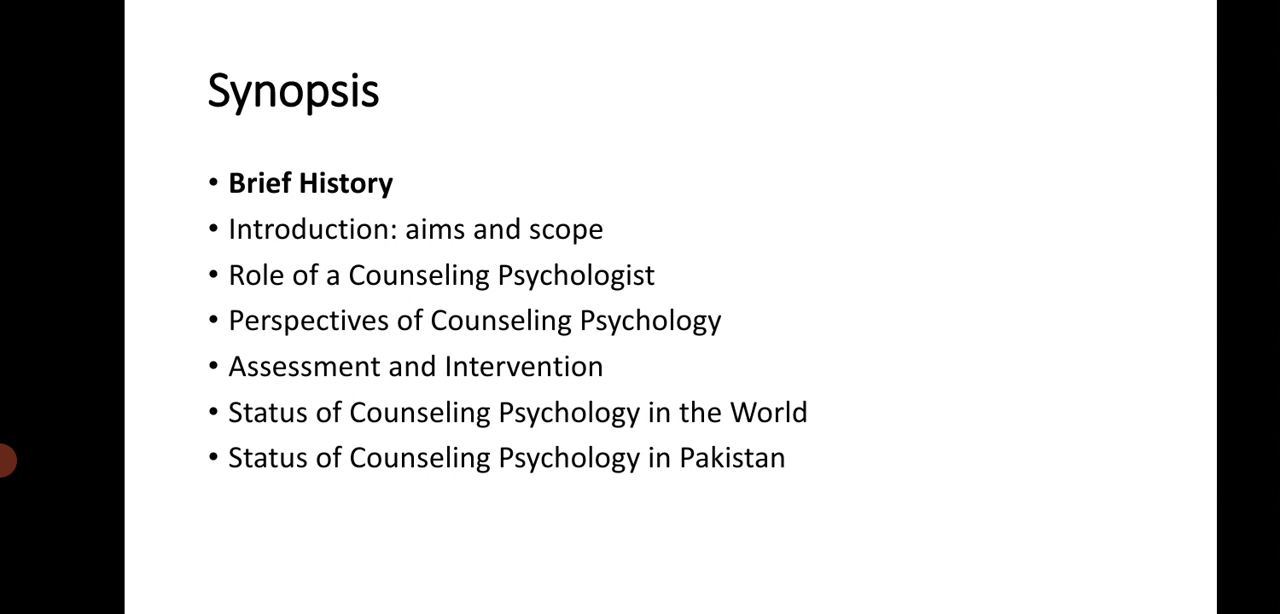 Synopsis
• Brief History
• Introduction: aims and scope
• Role of a Counseling Psychologist
• Perspectives of Counseling Psychology
• Assessment and Intervention
• Status of Counseling Psychology in the World
• Status of Counseling Psychology in Pakistan